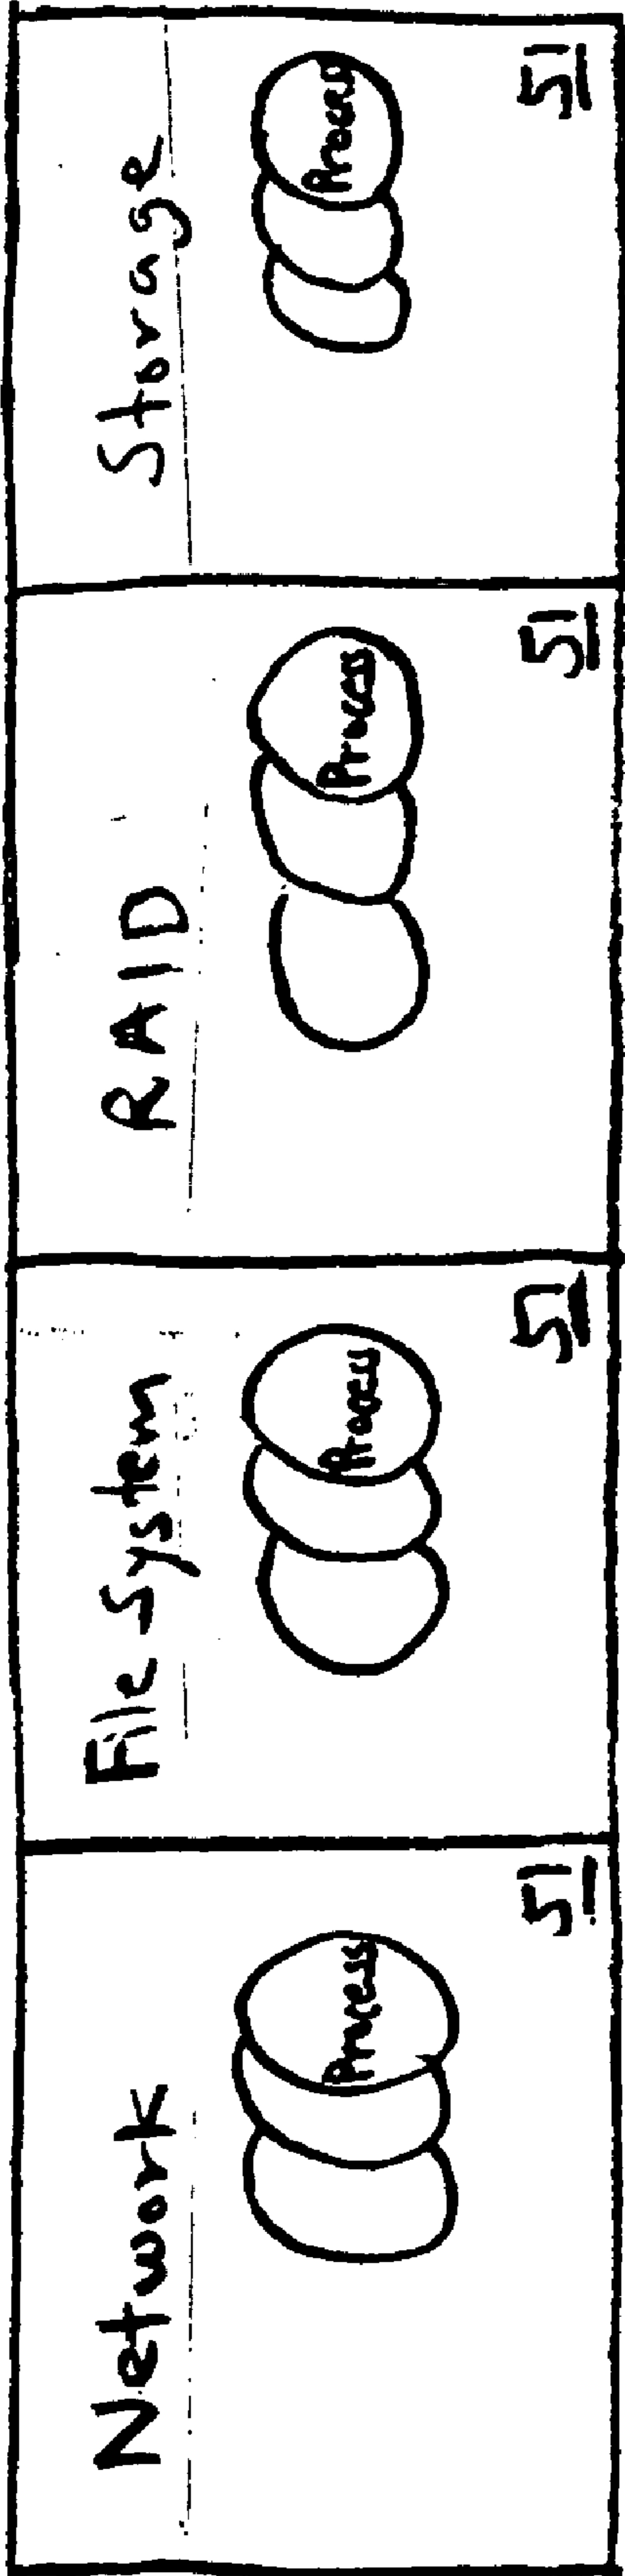 Network
Process
51
File System
Process
51
RAID
Process
51
Storage
Process
51